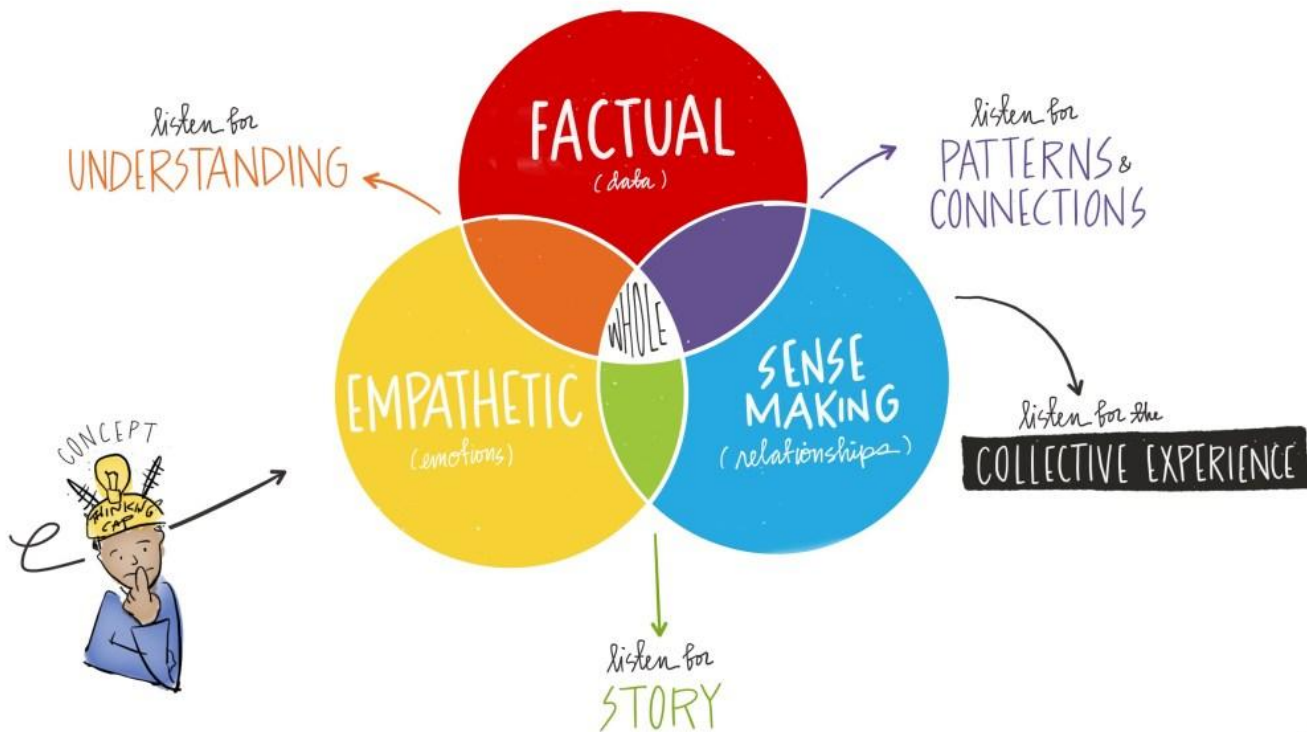 FACTUAL
(data)
listen for
UNDERSTANDING
listen for
PATTERNS &
CONNECTIONS
WHOLE
EMPATHETIC
(emotions)
SENSE
MAKING
(relationships)
listen for the
COLLECTIVE EXPERIENCE
CONCEPT
THINKING
CAP
listen for
STORY